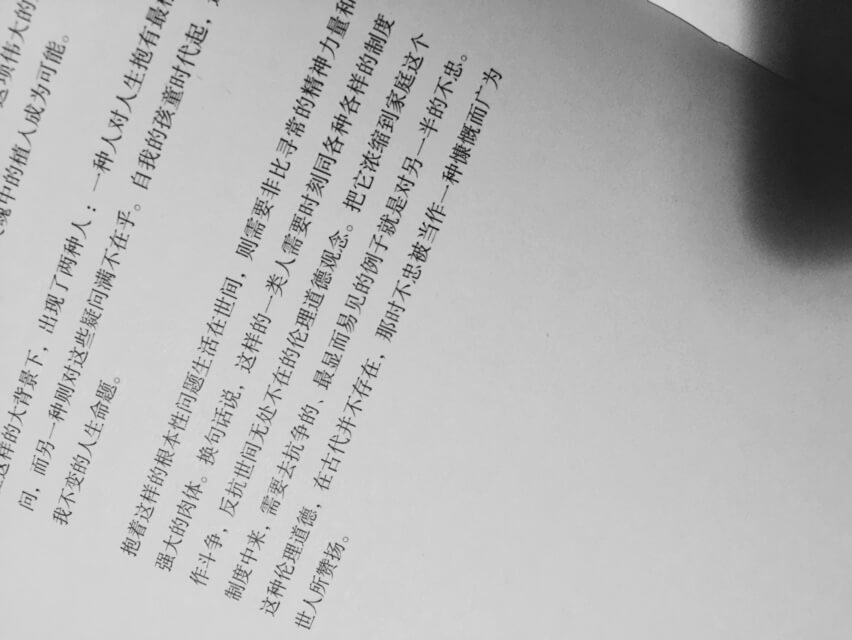 这项伟大的
灵魂中的植人成为可能。
在这样的大背景下，出现了两种人：一种人对人生抱有最根
问，而另一种则对这些疑问满不在乎。自我的孩童时代起，这
我不变的人生命题。
抱着这样的根本性问题生活在世间，则需要非比寻常的精神力量和
强大的肉体。换句话说，这样的一类人需要时刻同各种各样的制度
作斗争，反抗世间无处不在的伦理道德观念。把它浓缩到家庭这个
制度中来，需要去抗争的、最显而易见的例子就是对另一半的不忠。
这种伦理道德，在古代并不存在，那时不忠被当作一种慷慨而广为
世人所赞扬。